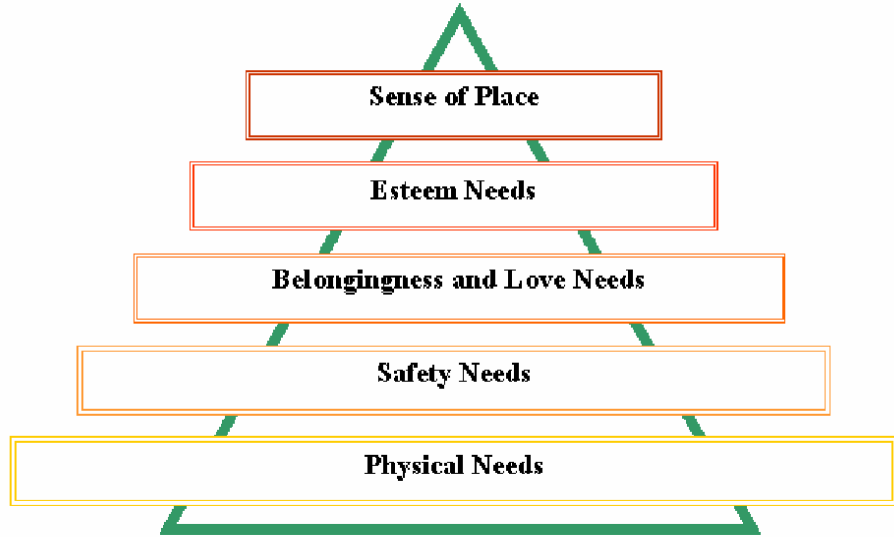 Sense of Place
Esteem Needs
Belongingness and Love Needs
Safety Needs
Physical Needs